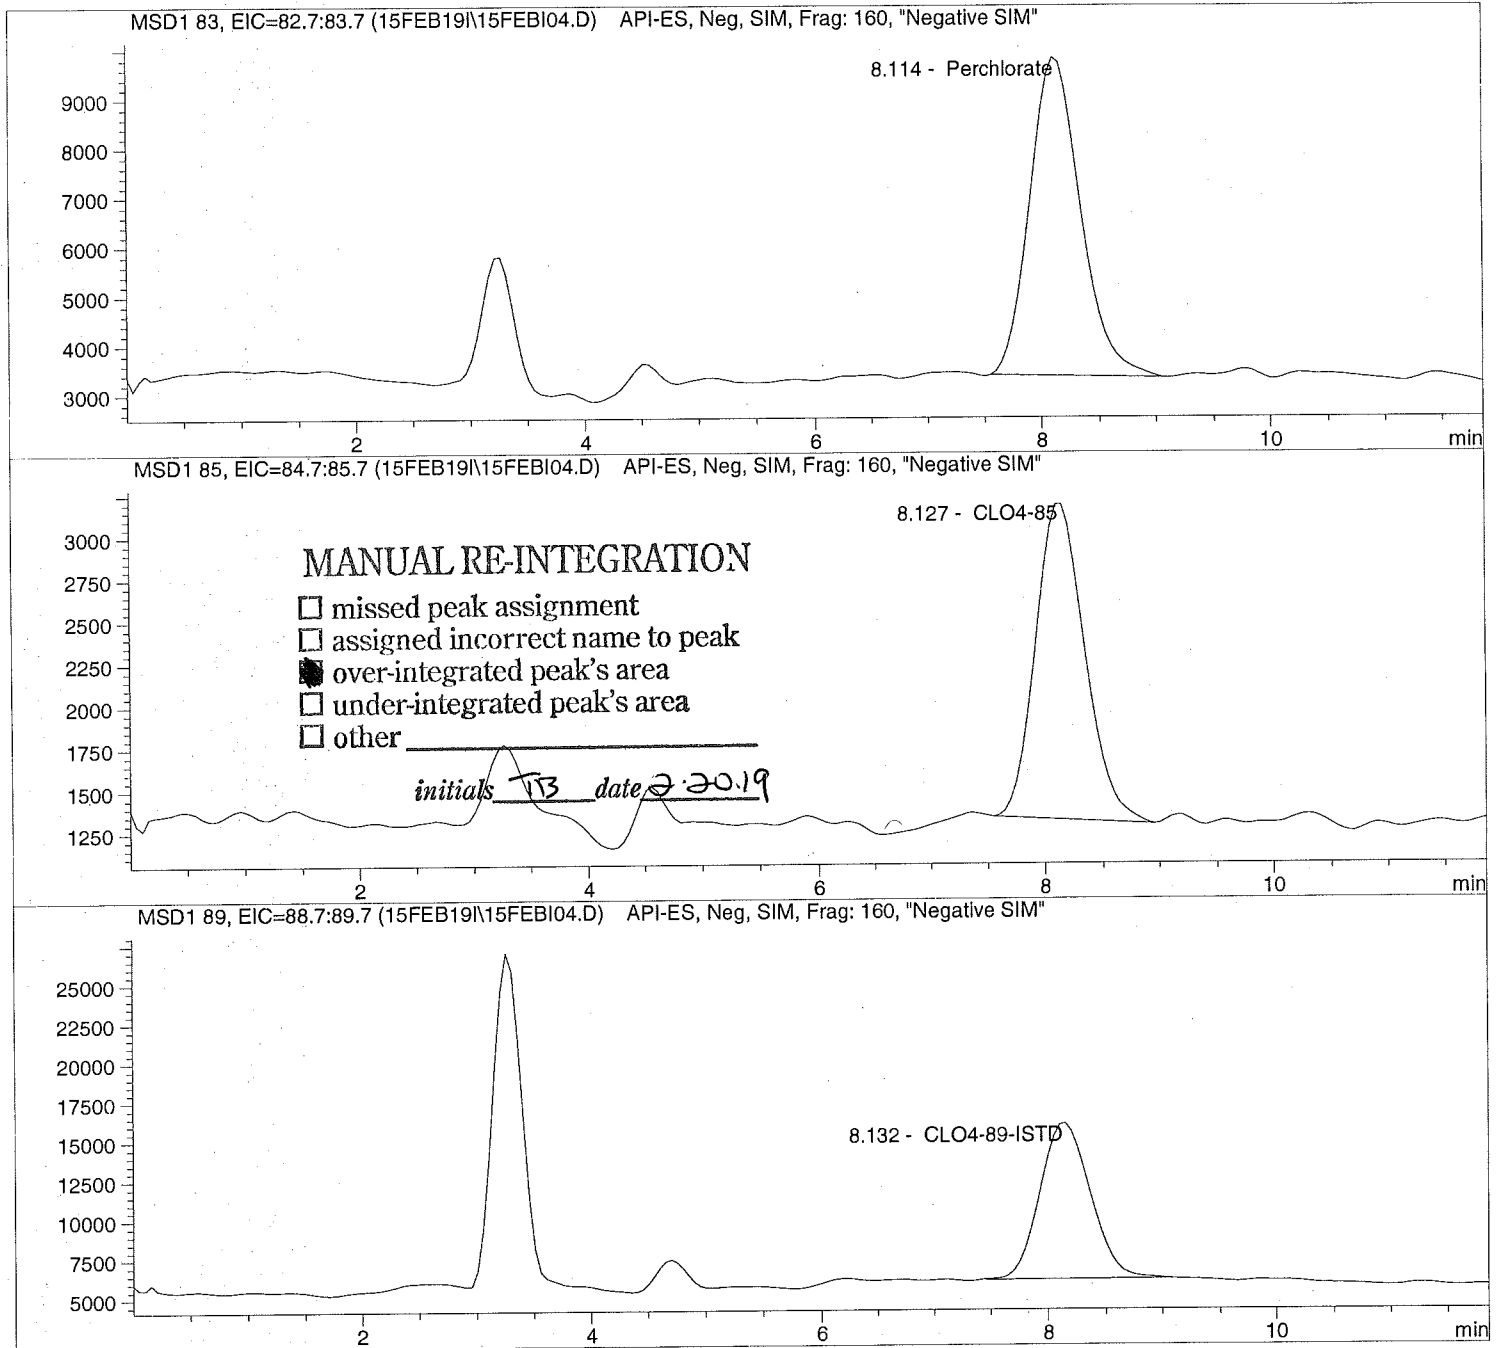 MSD1 83, EIC=82.7:83.7 (15FEB19I\15FEBI04.D)    API-ES, Neg, SIM, Frag: 160, "Negative SIM"
8.114 -  Perchlorate
9000
8000
7000
6000
5000
4000
3000
2 4 6 8 10 min
MSD1 85, EIC=84.7:85.7 (15FEB19I\15FEBI04.D)    API-ES, Neg, SIM, Frag: 160, "Negative SIM"
8.127 -  CLO4-85
3000
2750
2500
2250
2000
1750
1500
1250
MANUAL RE-INTEGRATION
☐ missed peak assignment
☐ assigned incorrect name to peak
■ over-integrated peak's area
☐ under-integrated peak's area
☐ other
initials TB date 2.20.19
2 4 6 8 10 min
MSD1 89, EIC=88.7:89.7 (15FEB19I\15FEBI04.D)    API-ES, Neg, SIM, Frag: 160, "Negative SIM"
8.132 -  CLO4-89-ISTD
25000
22500
20000
17500
15000
12500
10000
7500
5000
2 4 6 8 10 min